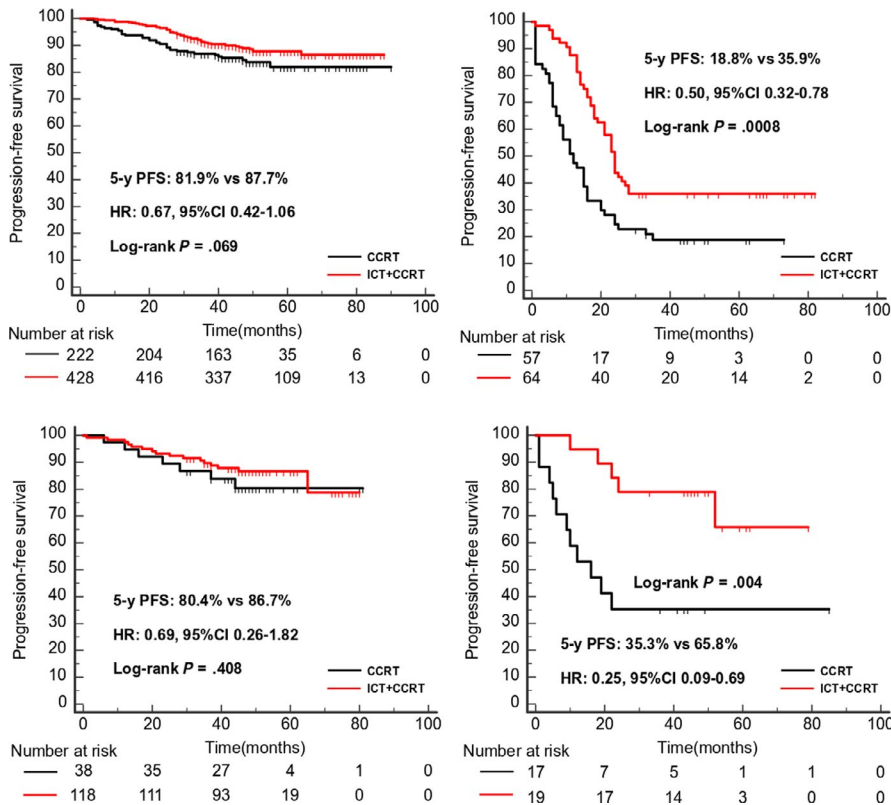 Progression-free survival
100
90
80
70
60
50
40
30
20
10
0
5-y PFS: 81.9% vs 87.7%
HR: 0.67, 95%CI 0.42-1.06
Log-rank P = .069
CCRT
ICT+CCRT
0 20 40 60 80 100
Time(months)
Number at risk
222 204 163 35 6 0
428 416 337 109 13 0
Progression-free survival
100
90
80
70
60
50
40
30
20
10
0
5-y PFS: 18.8% vs 35.9%
HR: 0.50, 95%CI 0.32-0.78
Log-rank P = .0008
CCRT
ICT+CCRT
0 20 40 60 80 100
Time(months)
Number at risk
57 17 9 3 0 0
64 40 20 14 2 0
Progression-free survival
100
90
80
70
60
50
40
30
20
10
0
5-y PFS: 80.4% vs 86.7%
HR: 0.69, 95%CI 0.26-1.82
Log-rank P = .408
CCRT
ICT+CCRT
0 20 40 60 80 100
Time(months)
Number at risk
38 35 27 4 1 0
118 111 93 19 0 0
Progression-free survival
100
90
80
70
60
50
40
30
20
10
0
Log-rank P = .004
5-y PFS: 35.3% vs 65.8%
HR: 0.25, 95%CI 0.09-0.69
CCRT
ICT+CCRT
0 20 40 60 80 100
Time(months)
Number at risk
17 7 5 1 1 0
19 17 14 3 0 0